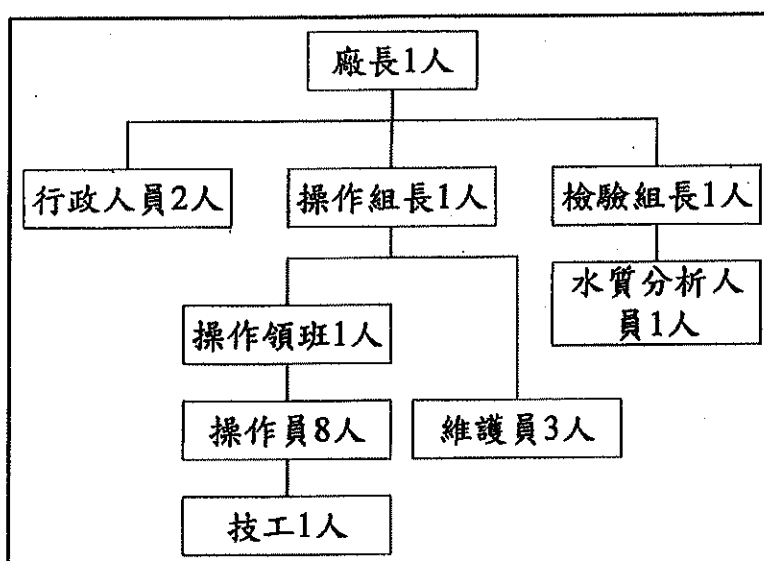 廠長1人
行政人員2人
操作組長1人
檢驗組長1人
水質分析人
員1人
操作領班1人
操作員8人
維護員3人
技工1人